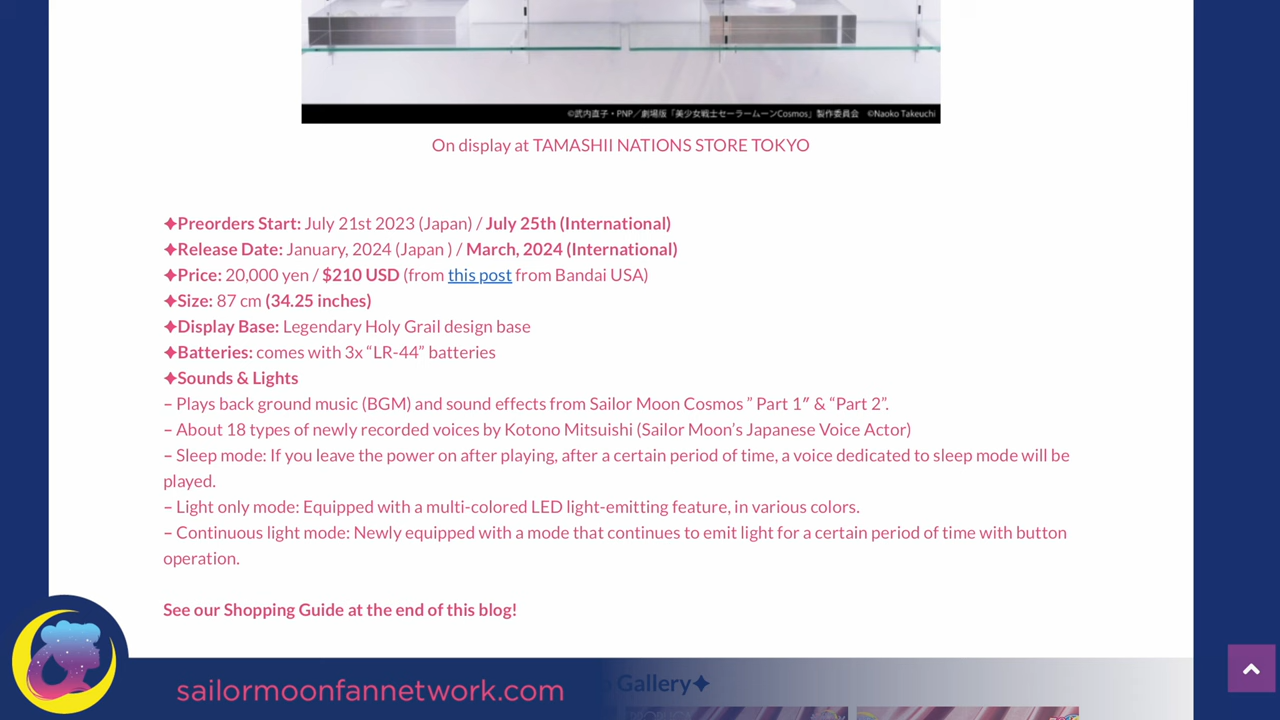 ©武内直子・PNP／劇場版「美少女戦士セーラームーンCosmos」製作委員会 ©Naoko Takeuchi
On display at TAMASHII NATIONS STORE TOKYO
✦Preorders Start: July 21st 2023 (Japan) / July 25th (International)
✦Release Date: January, 2024 (Japan ) / March, 2024 (International)
✦Price: 20,000 yen / $210 USD (from this post from Bandai USA)
✦Size: 87 cm (34.25 inches)
✦Display Base: Legendary Holy Grail design base
✦Batteries: comes with 3x “LR-44” batteries
✦Sounds & Lights
– Plays back ground music (BGM) and sound effects from Sailor Moon Cosmos ” Part 1″ & “Part 2”.
– About 18 types of newly recorded voices by Kotono Mitsuishi (Sailor Moon’s Japanese Voice Actor)
– Sleep mode: If you leave the power on after playing, after a certain period of time, a voice dedicated to sleep mode will be
played.
– Light only mode: Equipped with a multi-colored LED light-emitting feature, in various colors.
– Continuous light mode: Newly equipped with a mode that continues to emit light for a certain period of time with button
operation.
See our Shopping Guide at the end of this blog!
Gallery✦
sailormoonfannetwork.com